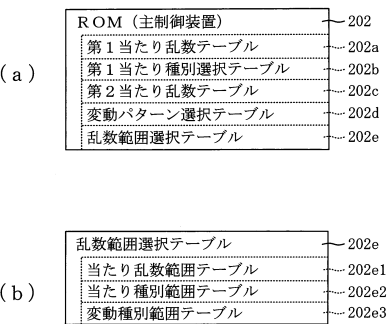 (a)
ROM(主制御装置) 202
第1当たり乱数テーブル 202a
第1当たり種別選択テーブル 202b
第2当たり乱数テーブル 202c
変動パターン選択テーブル 202d
乱数範囲選択テーブル 202e
(b)
乱数範囲選択テーブル 202e
当たり乱数範囲テーブル 202e1
当たり種別範囲テーブル 202e2
変動種別範囲テーブル 202e3